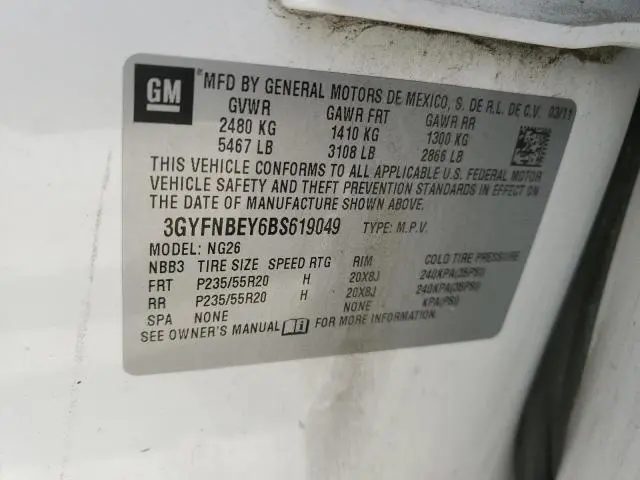 GM ® MFD BY GENERAL MOTORS DE MEXICO, S. DE R.L. DE C.V. 03/11
GVWR GAWR FRT GAWR RR
2480 KG 1410 KG 1300 KG
5467 LB 3108 LB 2866 LB
THIS VEHICLE CONFORMS TO ALL APPLICABLE U.S. FEDERAL MOTOR
VEHICLE SAFETY AND THEFT PREVENTION STANDARDS IN EFFECT ON
THE DATE OF MANUFACTURE SHOWN ABOVE.
3GYFNBEY6BS619049 TYPE: M.P.V.
MODEL: NG26
NBB3 TIRE SIZE SPEED RTG RIM COLD TIRE PRESSURE
FRT P235/55R20 H 20X8J 240KPA(35PSI)
RR P235/55R20 H 20X8J 240KPA(35PSI)
SPA NONE NONE KPA(PSI)
SEE OWNER'S MANUAL FOR MORE INFORMATION